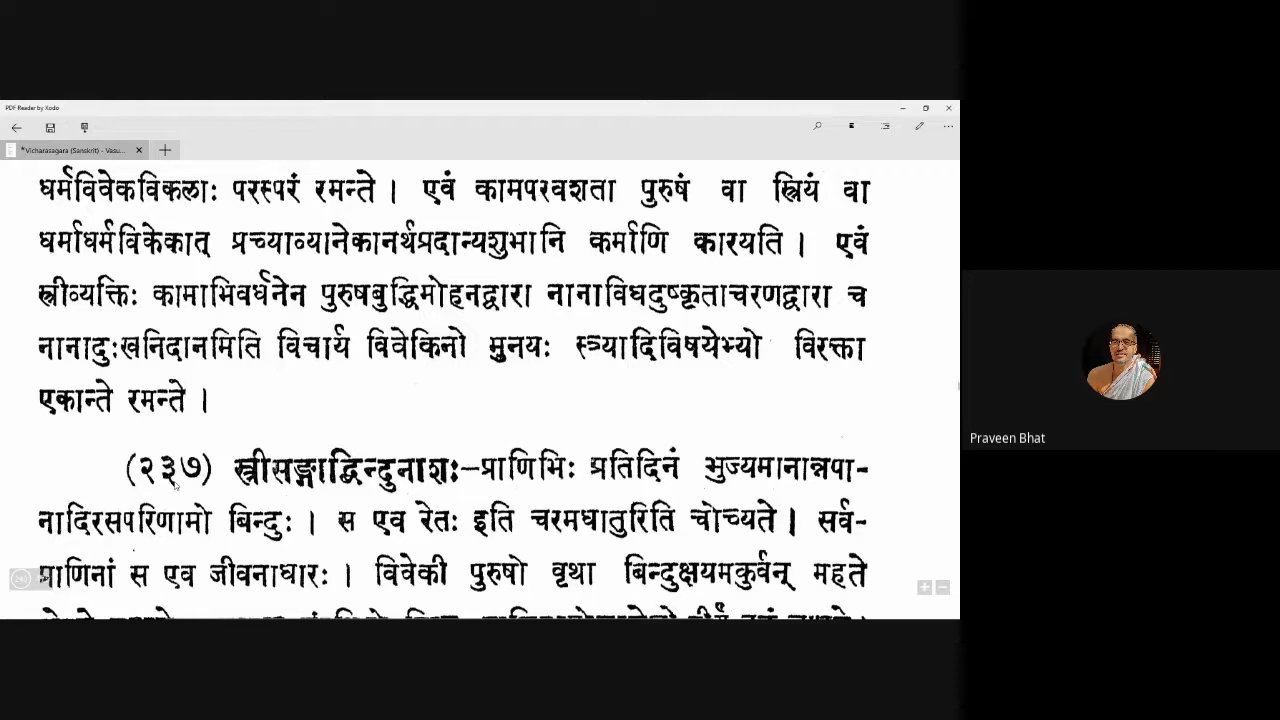 PDF Reader by Xodo
*Vicharasagara (Sanskrit) - Vasu...
धर्मविवेकविकलाः परस्परं रमन्ते । एवं कामपरवशता पुरुषं वा स्त्रियं वा
धर्माधर्मविकेकात् प्रच्याव्यानेकानर्थप्रदान्यशुभानि कर्माणि कारयति । एवं
स्त्रीव्यक्तिः कामाभिवर्धनेन पुरुषबुद्धिमोहनद्वारा नानाविधदुष्कृताचरणद्वारा च
नानादुःखनिदानमिति विचार्य विवेकिनो मुनयः स्त्र्यादिविषयेभ्यो विरक्ता
एकान्ते रमन्ते ।
(२३७) स्त्रीसङ्गाद्बिन्दुनाशः–प्राणिभिः प्रतिदिनं भुज्यमानान्नपा-
नादिरसपरिणामो बिन्दुः । स एव रेतः इति चरमधातुरिति चोच्यते । सर्व-
प्राणिनां स एव जीवनाधारः । विवेकी पुरुषो वृथा बिन्दुक्षयमकुर्वन् महते
Praveen Bhat